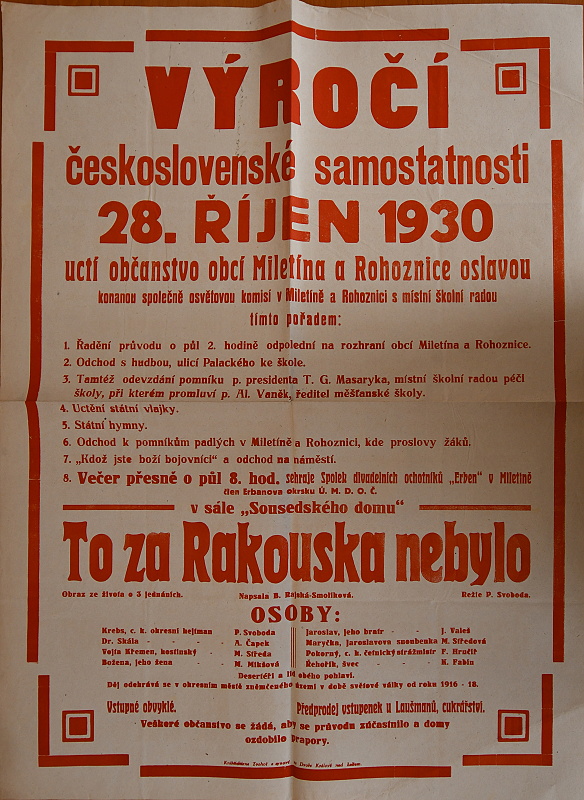 VÝROČÍ
československé samostatnosti
28. ŘÍJEN 1930
uctí občanstvo obcí Miletína a Rohoznice oslavou
konanou společně osvětovou komisí v Miletíně a Rohoznici s místní školní radou
tímto pořadem:
1. Řadění průvodu o půl 2. hodině odpolední na rozhraní obcí Miletína a Rohoznice.
2. Odchod s hudbou, ulicí Palackého ke škole.
3. Tamtéž odevzdání pomníku p. presidenta T. G. Masaryka, místní školní radou péči
školy, při kterém promluví p. Al. Vaněk, ředitel měšťanské školy.
4. Uctění státní vlajky.
5. Státní hymny.
6. Odchod k pomníkům padlých v Miletíně a Rohoznici, kde proslovy žáků.
7. „Kdož jste boží bojovníci" a odchod na náměstí.
8. Večer přesně o půl 8. hod. sehraje Spolek divadelních ochotníků „Erben" v Miletíně
člen Erbanova okrsku Ú. M. D. O. Č.
v sále „Sousedského domu"
To za Rakouska nebylo
Obraz ze života o 3 jednáních. Napsala B. Rajská-Smolíková. Režie P. Svoboda.
OSOBY:
Krebs, c. k. okresní hejtman - P. Svoboda
Dr. Skála - - A. Čapek
Vojta Křemen, hostinský - M. Středa
Božena, jeho žena - M. Mikšová
Jaroslav, jeho bratr - - J. Valeš
Maryčka, Jaroslavova snoubenka M. Středová
Pokorný, c. k. četnický strážmistr F. Hručíř
Řehořík, švec - - K. Fabin
Desertéři a lid obého pohlaví.
Děj odehrává se v okresním městě zněmčeného území v době světové války od roku 1916 - 18.
Vstupné obvyklé. Předprodej vstupenek u Laušmanů, cukrářství.
Veškeré občanstvo se žádá, aby se průvodu zúčastnilo a domy
ozdobilo prapory.